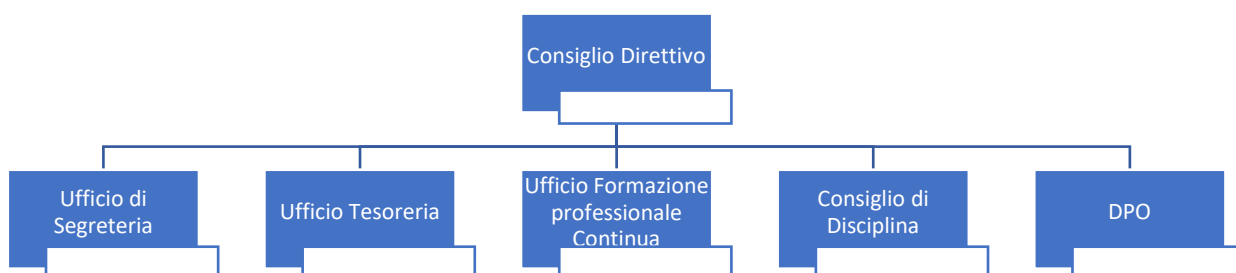 Consiglio Direttivo
Ufficio di
Segreteria
Ufficio Tesoreria
Ufficio Formazione
professionale
Continua
Consiglio di
Disciplina
DPO